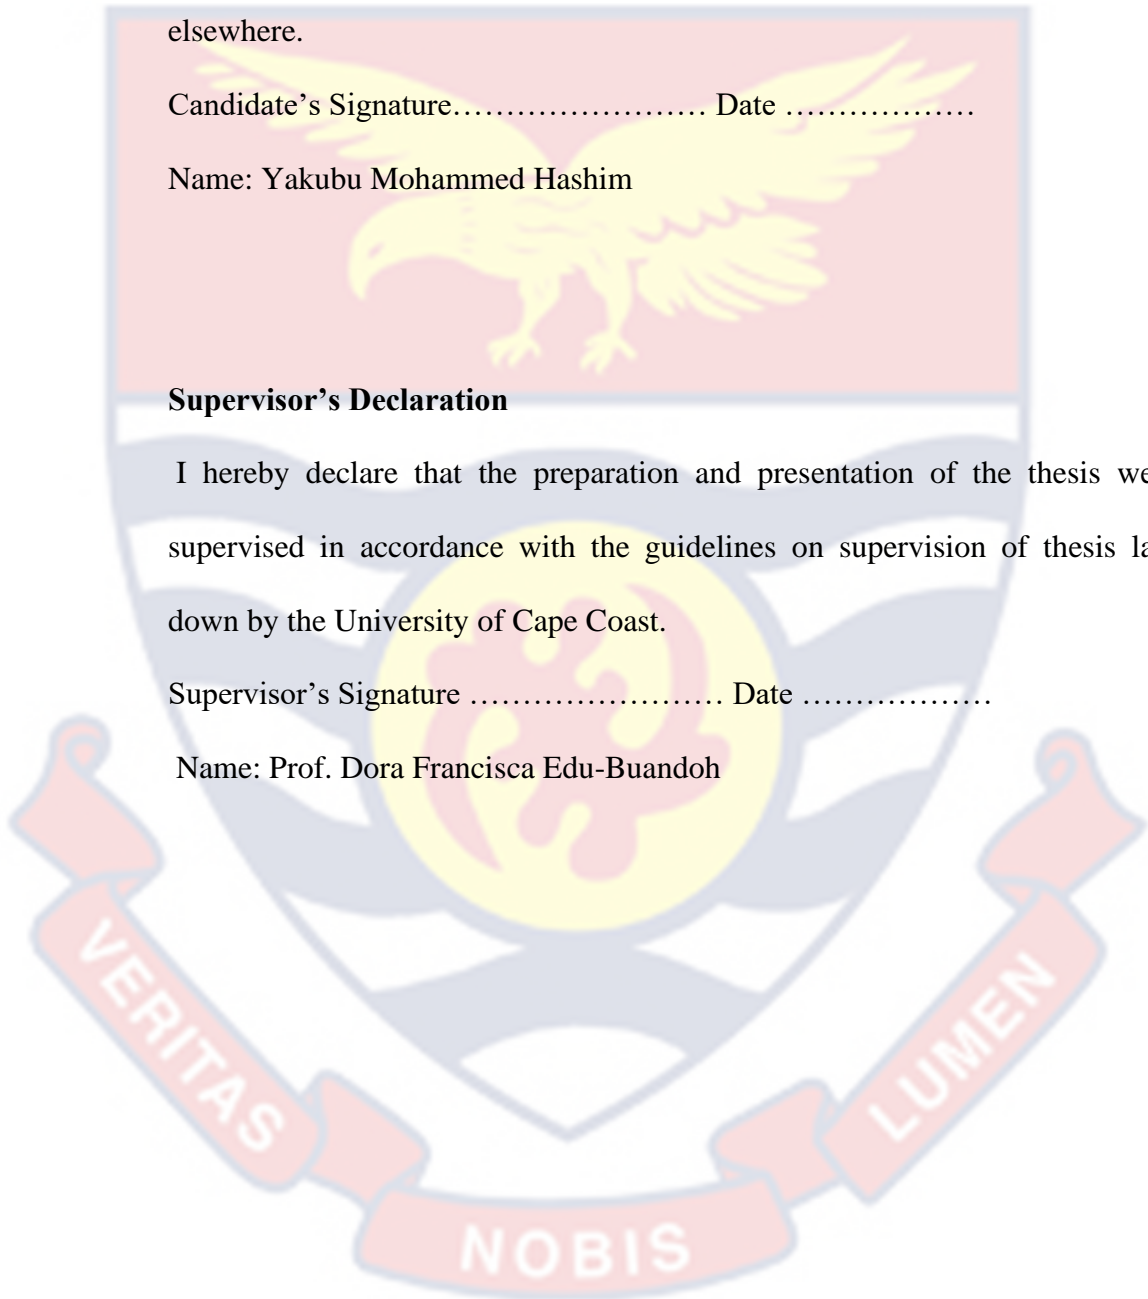 elsewhere.
Candidate’s Signature…………………… Date ………………
Name: Yakubu Mohammed Hashim
Supervisor’s Declaration
I hereby declare that the preparation and presentation of the thesis we
supervised in accordance with the guidelines on supervision of thesis la
down by the University of Cape Coast.
Supervisor’s Signature …………………… Date ………………
Name: Prof. Dora Francisca Edu-Buandoh
VERITAS
NOBIS
LUMEN